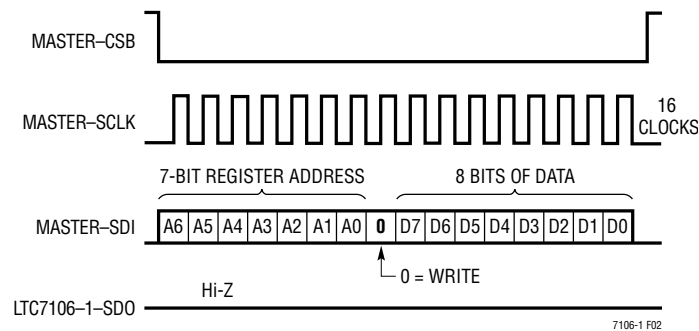 MASTER–CSB
MASTER–SCLK
16
CLOCKS
7-BIT REGISTER ADDRESS
8 BITS OF DATA
MASTER–SDI
A6 A5 A4 A3 A2 A1 A0 0 D7 D6 D5 D4 D3 D2 D1 D0
0 = WRITE
Hi-Z
LTC7106–1–SDO
7106-1 F02